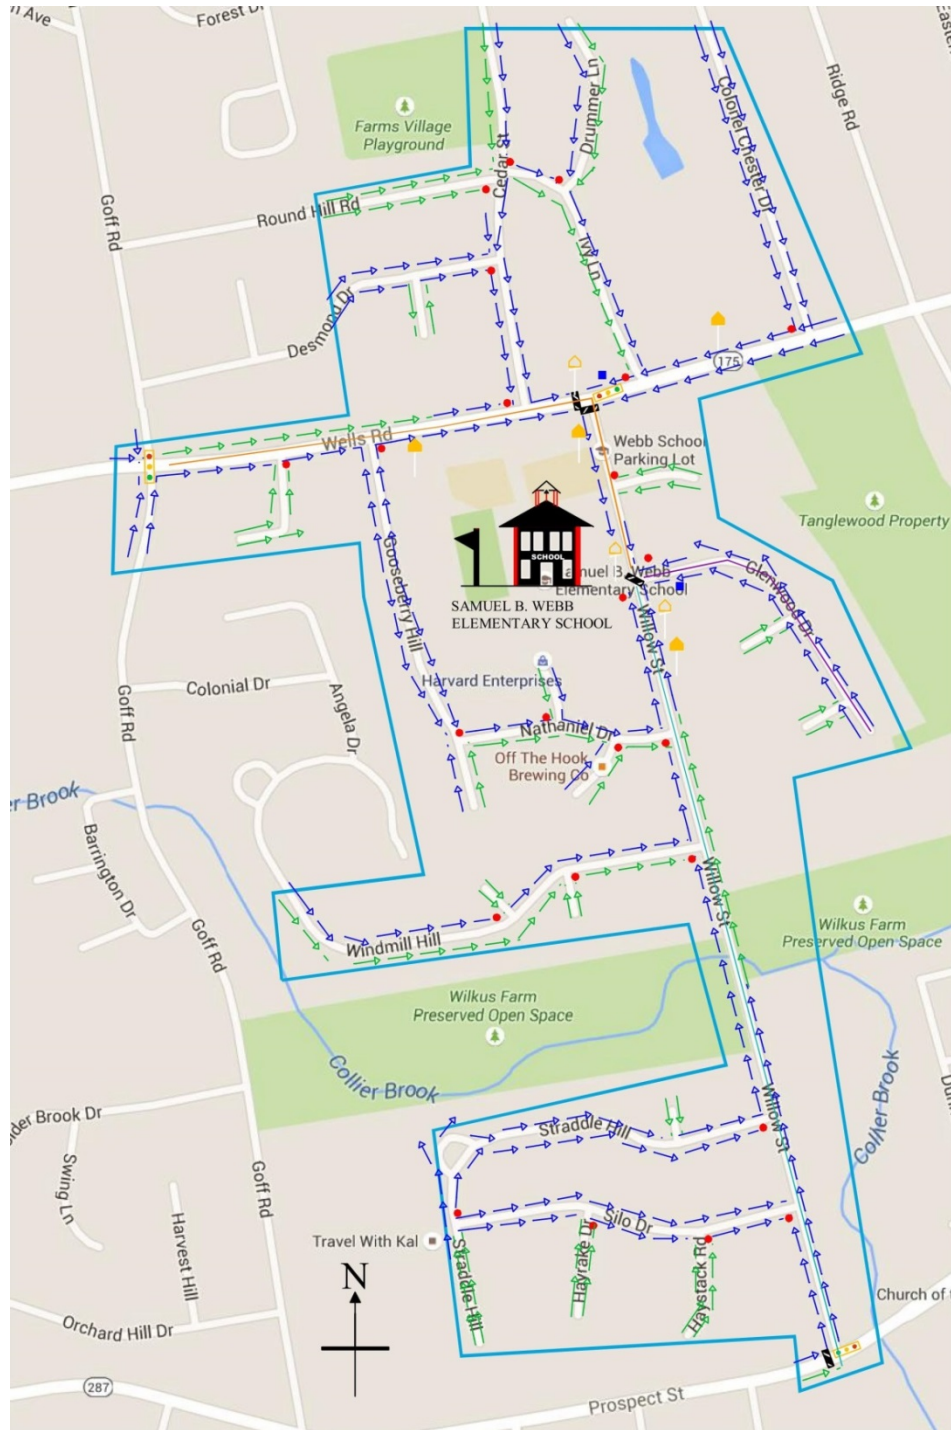 Ave
Forest Dr
Ridge Rd
Farms Village
Playground
Drummer Ln
Colonel Chester Dr
Cedar St
Goff Rd
Round Hill Rd
Ivy Ln
Desmond Dr
175
Wells Rd
Webb School
Parking Lot
Tanglewood Property
SCHOOL
Samuel B. Webb
Elementary School
Glenwood Dr
Gooseberry Hill
SAMUEL B. WEBB
ELEMENTARY SCHOOL
Willow St
Harvard Enterprises
Colonial Dr
Goff Rd
Angela Dr
Nathaniel Dr
Off The Hook
Brewing Co
er Brook
Barrington Dr
Willow St
Goff Rd
Windmill Hill
Wilkus Farm
Preserved Open Space
Wilkus Farm
Preserved Open Space
Collier Brook
Collier Brook
Willow St
der Brook Dr
Straddle Hill
Swing Ln
Goff Rd
Harvest Hill
Silo Dr
Travel With Kal
Straddle Hill
Hayrake Dr
Haystack Rd
N
Church of
Orchard Hill Dr
287
Prospect St